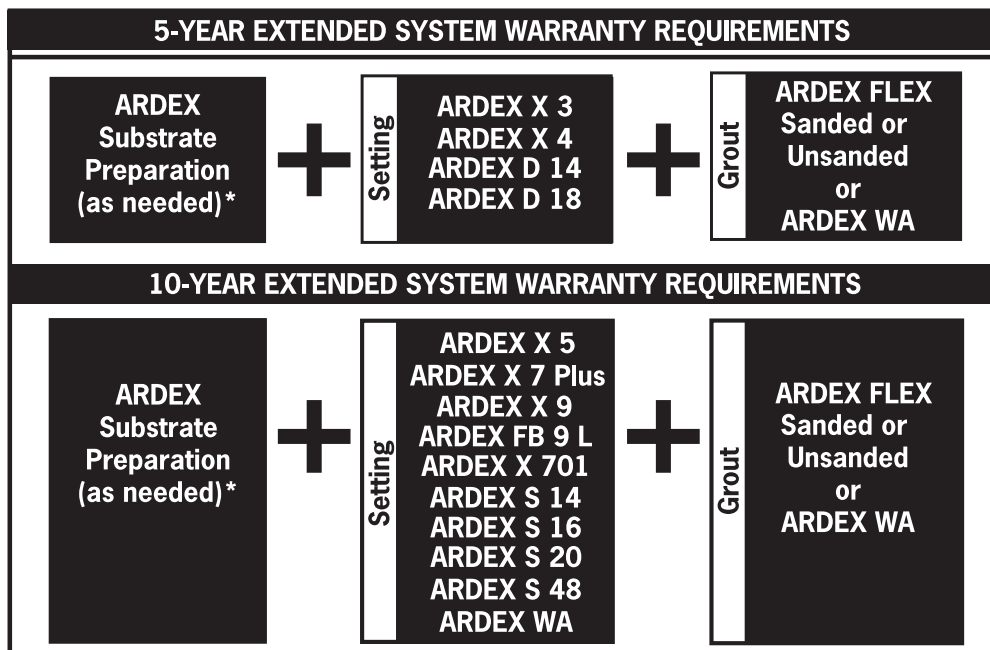 5-YEAR EXTENDED SYSTEM WARRANTY REQUIREMENTS
ARDEX
Substrate
Preparation
(as needed)*
+
Setting
ARDEX X 3
ARDEX X 4
ARDEX D 14
ARDEX D 18
+
Grout
ARDEX FLEX
Sanded or
Unsanded
or
ARDEX WA
10-YEAR EXTENDED SYSTEM WARRANTY REQUIREMENTS
ARDEX
Substrate
Preparation
(as needed)*
+
Setting
ARDEX X 5
ARDEX X 7 Plus
ARDEX X 9
ARDEX FB 9 L
ARDEX X 701
ARDEX S 14
ARDEX S 16
ARDEX S 20
ARDEX S 48
ARDEX WA
+
Grout
ARDEX FLEX
Sanded or
Unsanded
or
ARDEX WA